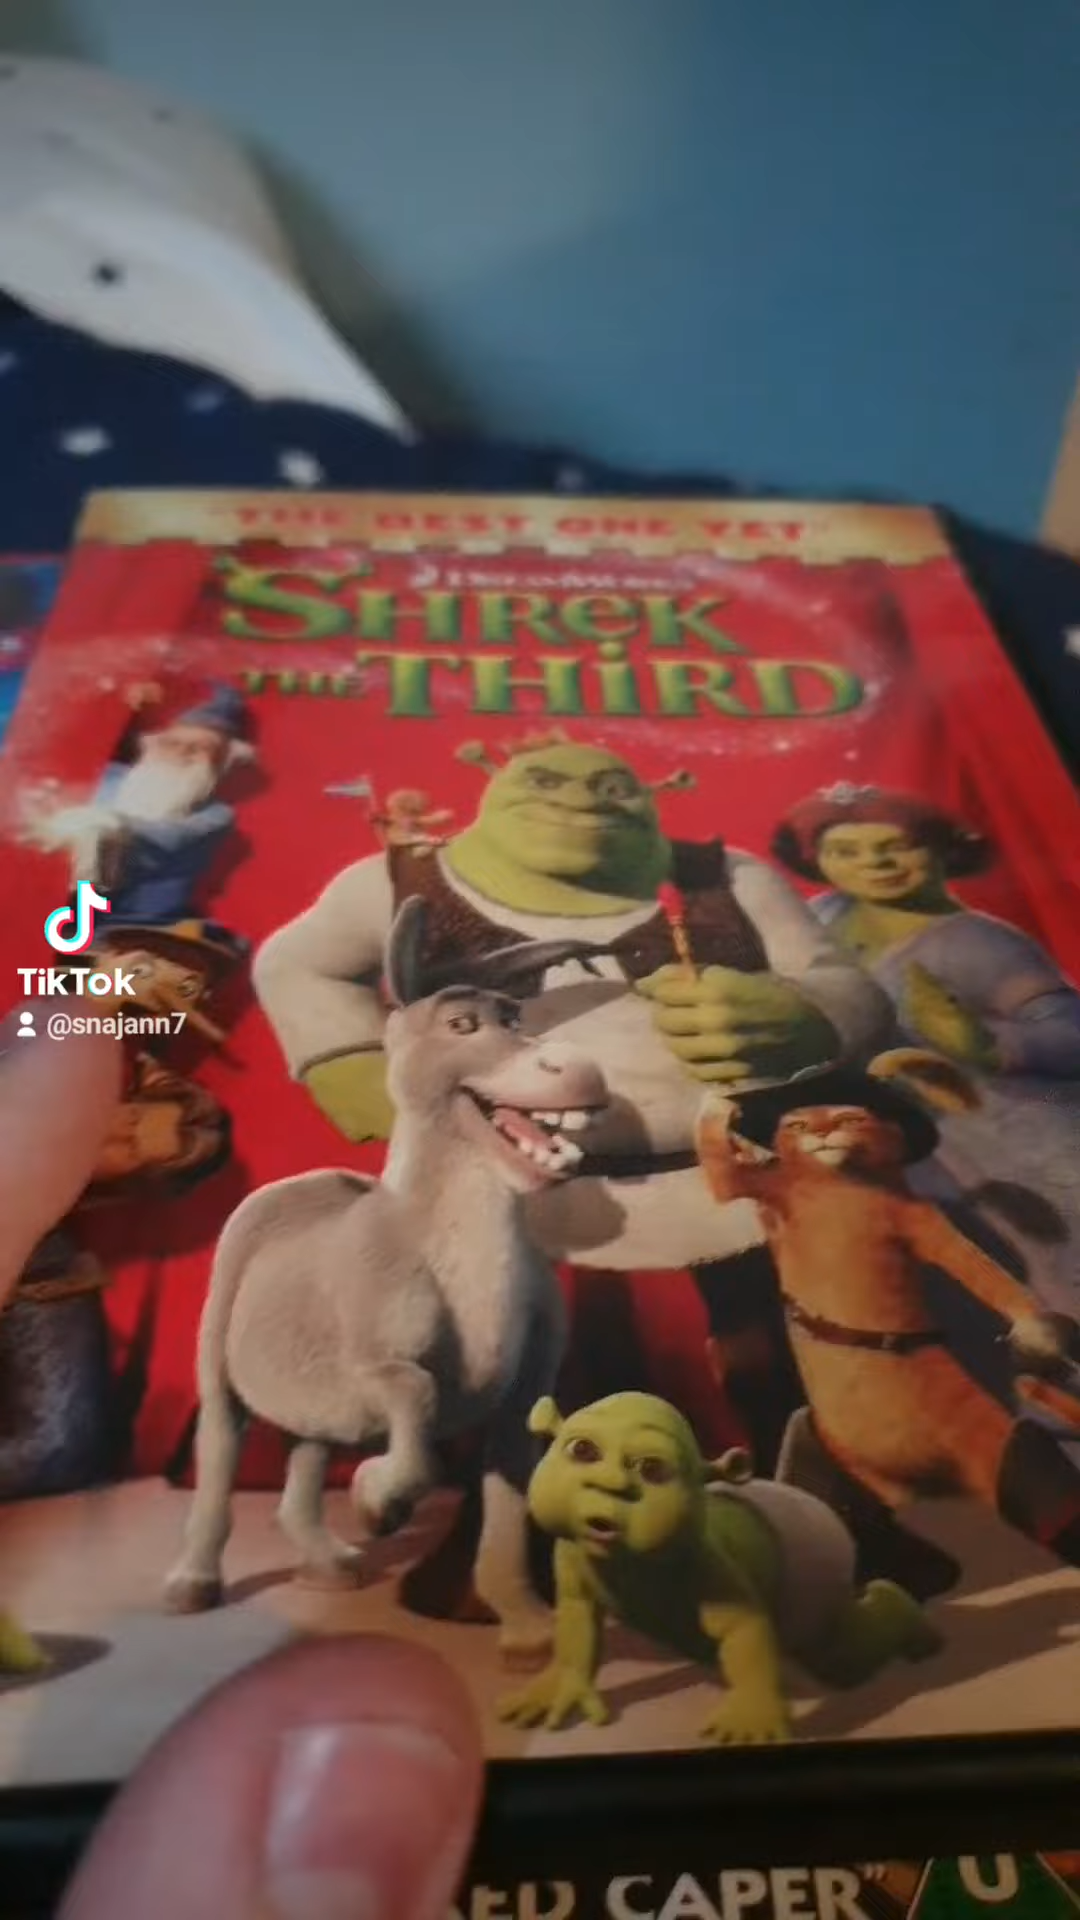 "THE BEST ONE YET"
DREAMWORKS
SHREK
THE THIRD
TikTok
@snajann7
CAPER"
U